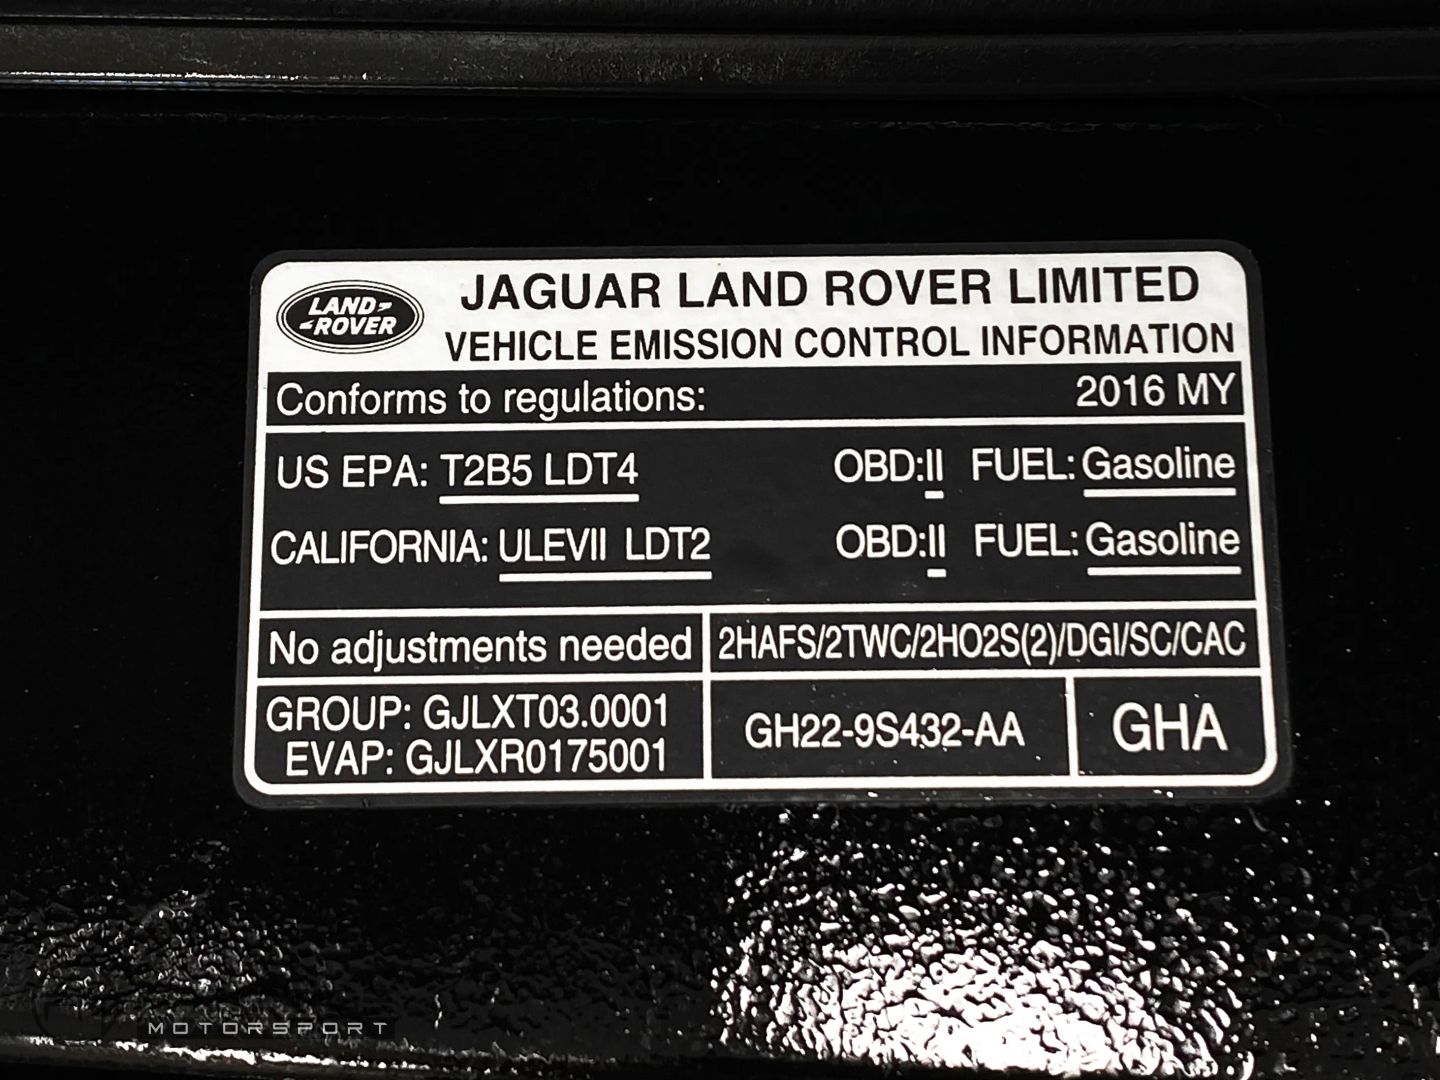 LAND
ROVER
JAGUAR LAND ROVER LIMITED
VEHICLE EMISSION CONTROL INFORMATION
Conforms to regulations: 2016 MY
US EPA: T2B5 LDT4 OBD:II FUEL: Gasoline
CALIFORNIA: ULEVII LDT2 OBD:II FUEL: Gasoline
No adjustments needed 2HAFS/2TWC/2HO2S(2)/DGI/SC/CAC
GROUP: GJLXT03.0001
EVAP: GJLXR0175001
GH22-9S432-AA GHA
MOTORSPORT